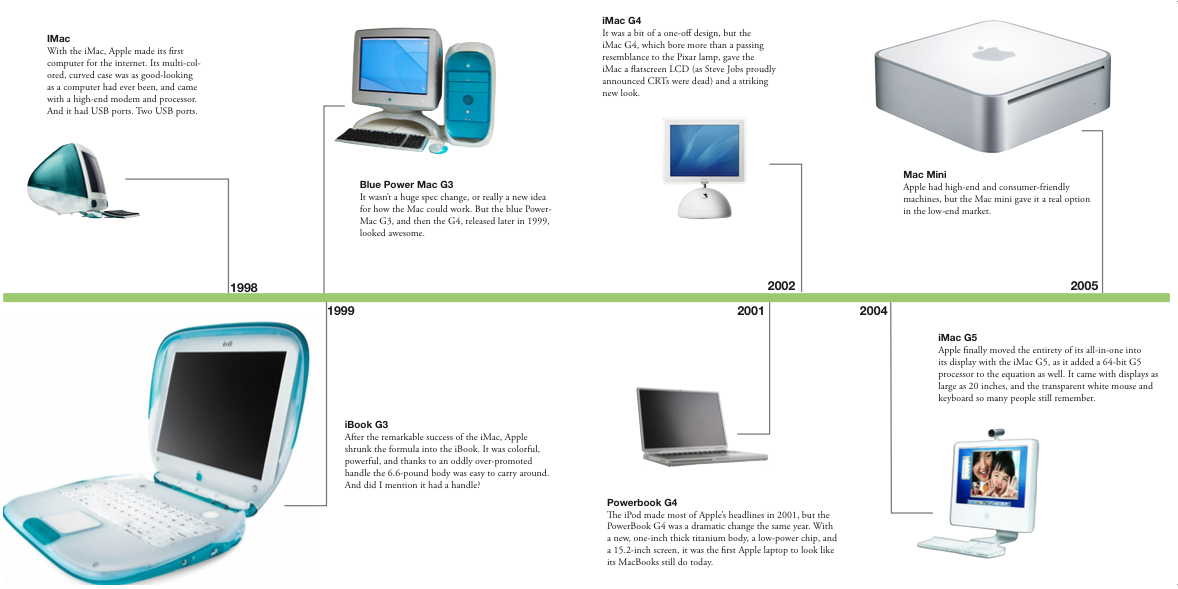 IMac
With the iMac, Apple made its first
computer for the internet. Its multi-col-
ored, curved case was as good-looking
as a computer had ever been, and came
with a high-end modem and processor.
And it had USB ports. Two USB ports.
Blue Power Mac G3
It wasn't a huge spec change, or really a new idea
for how the Mac could work. But the blue Power-
Mac G3, and then the G4, released later in 1999,
looked awesome.
iMac G4
It was a bit of a one-off design, but the
iMac G4, which bore more than a passing
resemblance to the Pixar lamp, gave the
iMac a flatscreen LCD (as Steve Jobs proudly
announced CRTs were dead) and a striking
new look.
Mac Mini
Apple had high-end and consumer-friendly
machines, but the Mac mini gave it a real option
in the low-end market.
1998
2002
2005
1999
2001
2004
iBook G3
After the remarkable success of the iMac, Apple
shrunk the formula into the iBook. It was colorful,
powerful, and thanks to an oddly over-promoted
handle the 6.6-pound body was easy to carry around.
And did I mention it had a handle?
Powerbook G4
The iPod made most of Apple's headlines in 2001, but the
PowerBook G4 was a dramatic change the same year. With
a new, one-inch thick titanium body, a low-power chip, and
a 15.2-inch screen, it was the first Apple laptop to look like
its MacBooks still do today.
iMac G5
Apple finally moved the entirety of its all-in-one into
its display with the iMac G5, as it added a 64-bit G5
processor to the equation as well. It came with displays as
large as 20 inches, and the transparent white mouse and
keyboard so many people still remember.